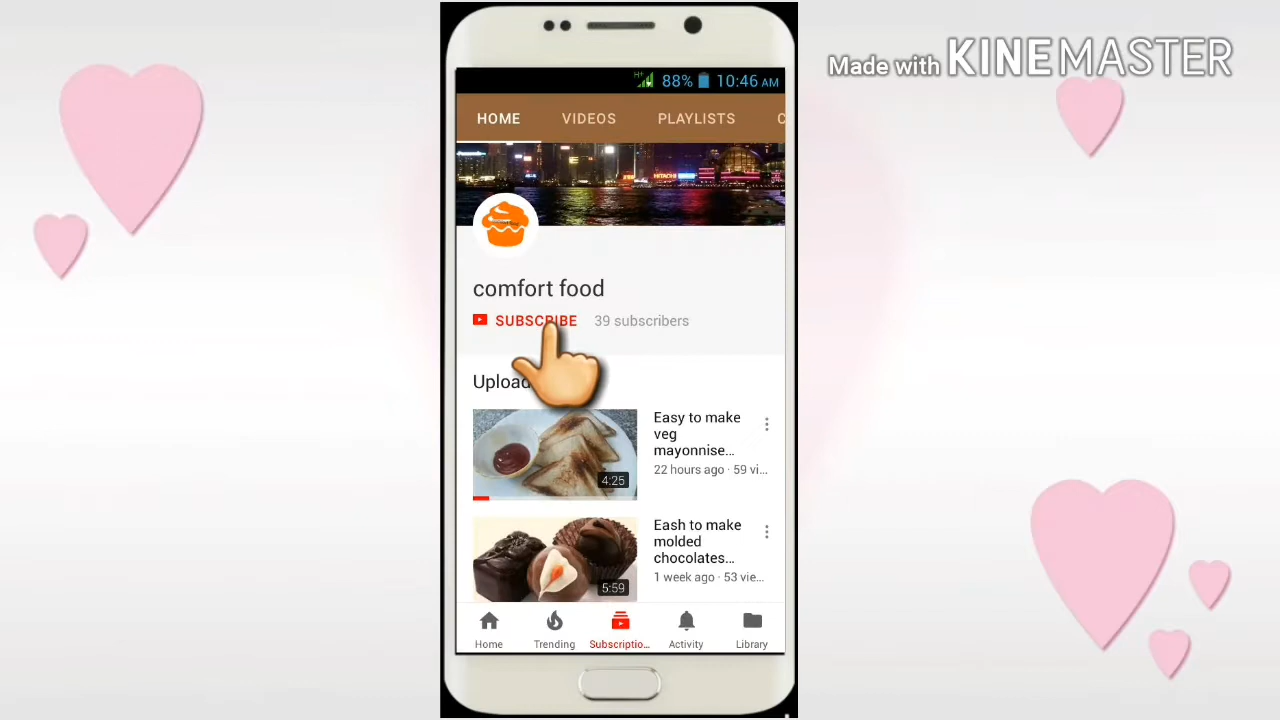 Made with KINEMASTER
H+ 88% 10:46 AM
HOME VIDEOS PLAYLISTS C
HITACHI
comfort food
SUBSCRIBE 39 subscribers
Upload
Easy to make
veg
mayonnise...
22 hours ago · 59 vi...
4:25
Eash to make
molded
chocolates...
1 week ago · 53 vie...
5:59
Home Trending Subscriptio... Activity Library